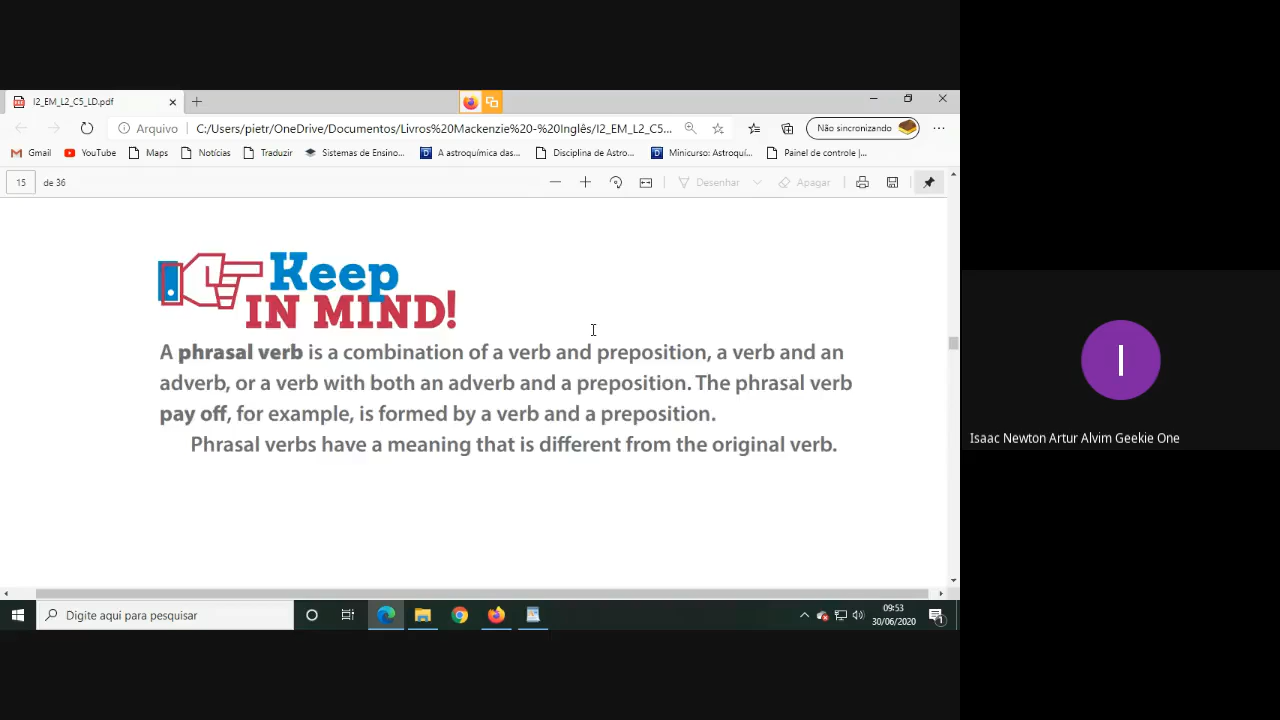 I2_EM_L2_C5_LD.pdf
Arquivo C:/Users/pietr/OneDrive/Documentos/Livros%20Mackenzie%20-%20Inglês/I2_EM_L2_C5... Não sincronizando
Gmail YouTube Maps Notícias Traduzir Sistemas de Ensino... A astroquímica das... Disciplina de Astro... Minicurso: Astroquí... Painel de controle |...
15 de 36 Desenhar Apagar
Keep
IN MIND!
A phrasal verb is a combination of a verb and preposition, a verb and an
adverb, or a verb with both an adverb and a preposition. The phrasal verb
pay off, for example, is formed by a verb and a preposition.
Phrasal verbs have a meaning that is different from the original verb.
I
Isaac Newton Artur Alvim Geekie One
Digite aqui para pesquisar
09:53
30/06/2020
1